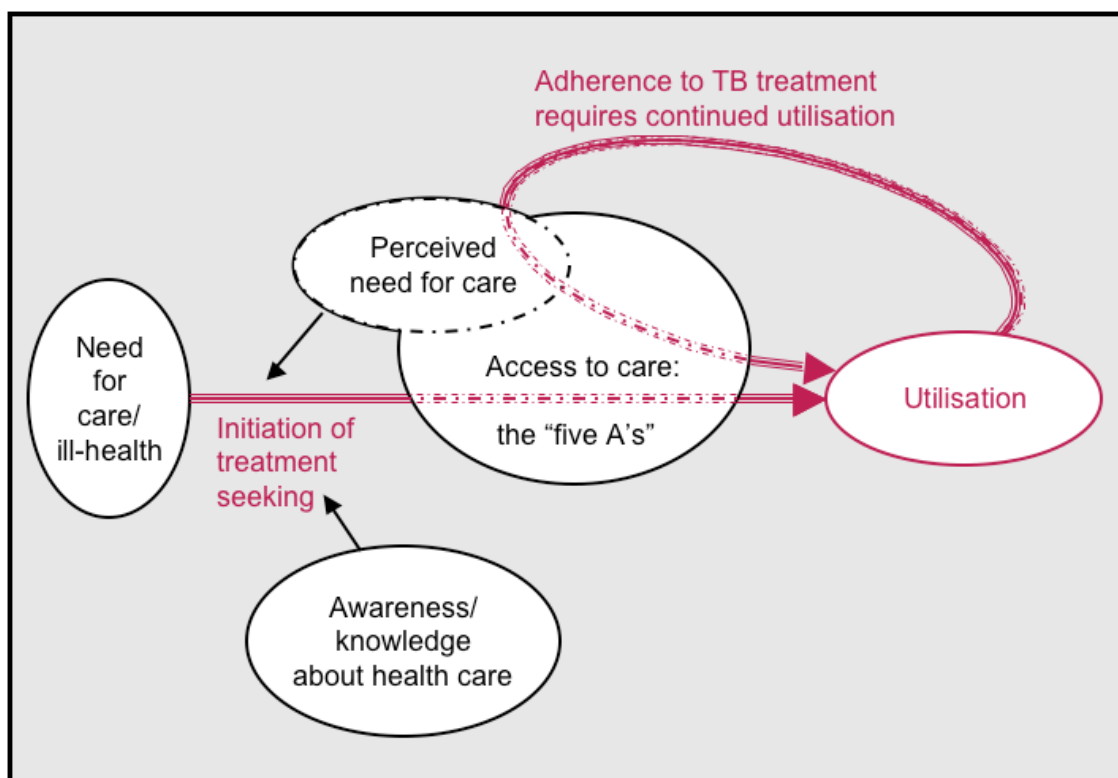 Adherence to TB treatment
requires continued utilisation
Perceived
need for care
Need
for
care/
ill-health
Access to care:
the “five A’s”
Utilisation
Initiation of
treatment
seeking
Awareness/
knowledge
about health care